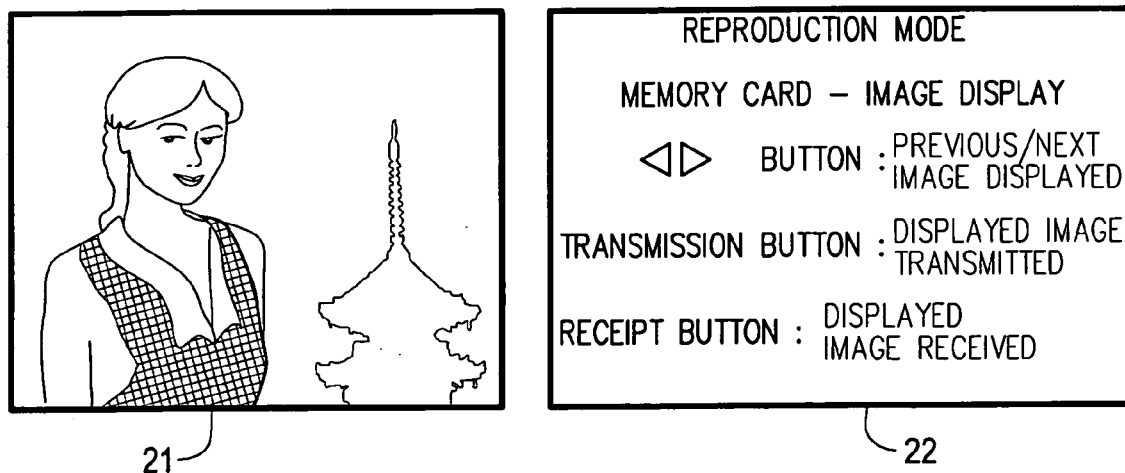 REPRODUCTION MODE
MEMORY CARD – IMAGE DISPLAY
◁▷ BUTTON : PREVIOUS/NEXT
IMAGE DISPLAYED
TRANSMISSION BUTTON : DISPLAYED IMAGE
TRANSMITTED
RECEIPT BUTTON : DISPLAYED
IMAGE RECEIVED
21
22